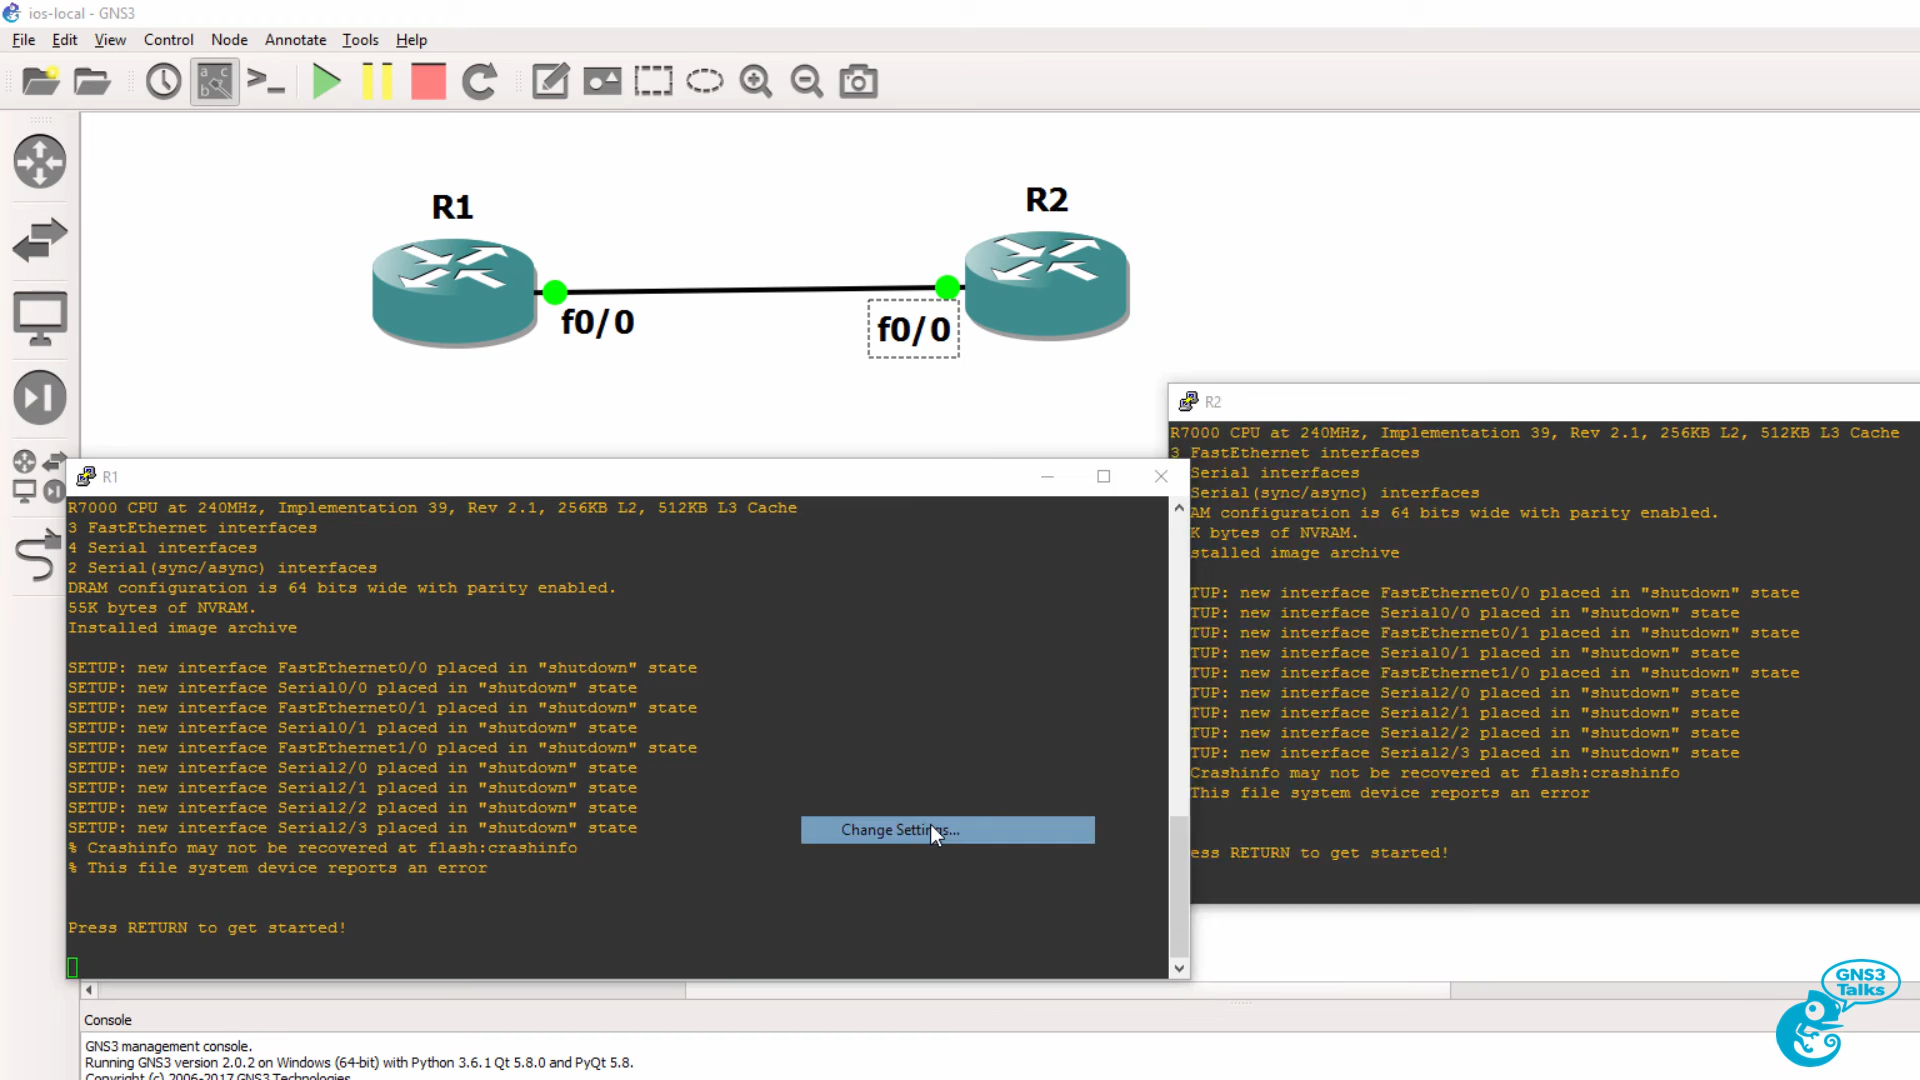 ios-local - GNS3
File Edit View Control Node Annotate Tools Help
R1
R2
f0/0
f0/0
R2
R7000 CPU at 240MHz, Implementation 39, Rev 2.1, 256KB L2, 512KB L3 Cache
3 FastEthernet interfaces
Serial interfaces
Serial(sync/async) interfaces
AM configuration is 64 bits wide with parity enabled.
K bytes of NVRAM.
stalled image archive
TUP: new interface FastEthernet0/0 placed in "shutdown" state
TUP: new interface Serial0/0 placed in "shutdown" state
TUP: new interface FastEthernet0/1 placed in "shutdown" state
TUP: new interface Serial0/1 placed in "shutdown" state
TUP: new interface FastEthernet1/0 placed in "shutdown" state
TUP: new interface Serial2/0 placed in "shutdown" state
TUP: new interface Serial2/1 placed in "shutdown" state
TUP: new interface Serial2/2 placed in "shutdown" state
TUP: new interface Serial2/3 placed in "shutdown" state
Crashinfo may not be recovered at flash:crashinfo
This file system device reports an error
ess RETURN to get started!
R1
R7000 CPU at 240MHz, Implementation 39, Rev 2.1, 256KB L2, 512KB L3 Cache
3 FastEthernet interfaces
4 Serial interfaces
2 Serial(sync/async) interfaces
DRAM configuration is 64 bits wide with parity enabled.
55K bytes of NVRAM.
Installed image archive
SETUP: new interface FastEthernet0/0 placed in "shutdown" state
SETUP: new interface Serial0/0 placed in "shutdown" state
SETUP: new interface FastEthernet0/1 placed in "shutdown" state
SETUP: new interface Serial0/1 placed in "shutdown" state
SETUP: new interface FastEthernet1/0 placed in "shutdown" state
SETUP: new interface Serial2/0 placed in "shutdown" state
SETUP: new interface Serial2/1 placed in "shutdown" state
SETUP: new interface Serial2/2 placed in "shutdown" state
SETUP: new interface Serial2/3 placed in "shutdown" state
% Crashinfo may not be recovered at flash:crashinfo
% This file system device reports an error
Press RETURN to get started!
Change Settings...
Console
GNS3 management console.
Running GNS3 version 2.0.2 on Windows (64-bit) with Python 3.6.1 Qt 5.8.0 and PyQt 5.8.
Copyright (c) 2006-2017 GNS3 Technologies.
GNS3
Talks